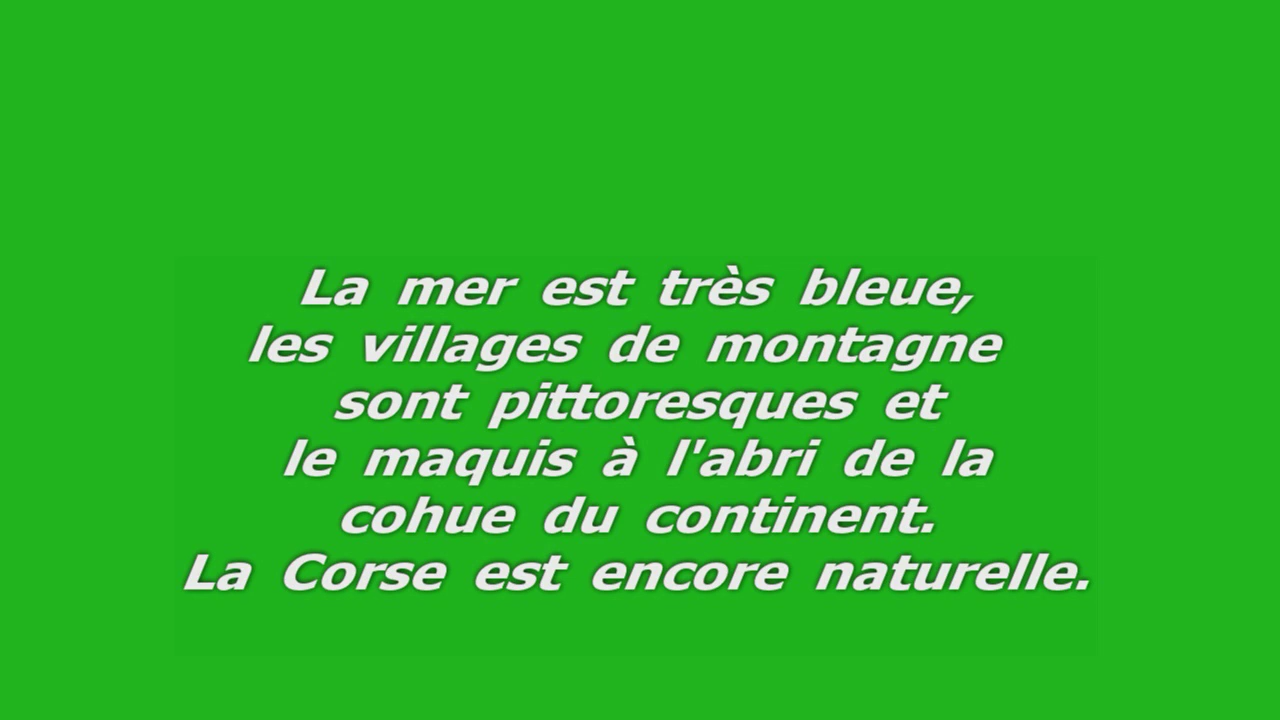 La mer est très bleue,
les villages de montagne
sont pittoresques et
le maquis à l'abri de la
cohue du continent.
La Corse est encore naturelle.